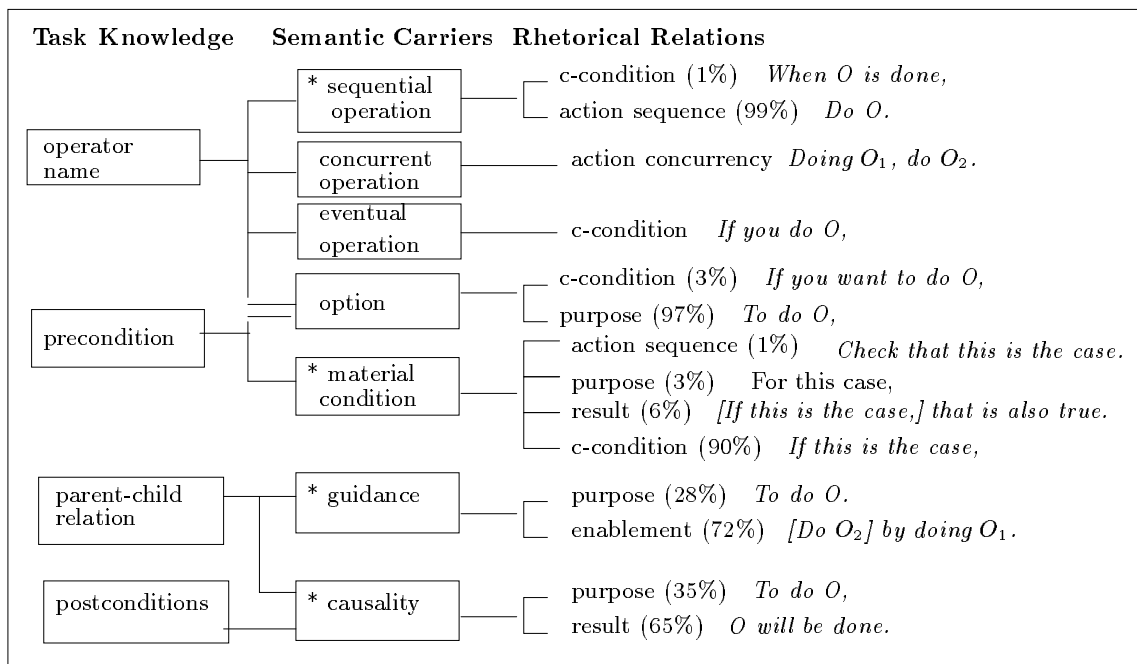 Task Knowledge Semantic Carriers Rhetorical Relations
* sequential operation
c-condition (1%) When O is done,
action sequence (99%) Do O.
operator name
concurrent operation
action concurrency Doing O₁, do O₂.
eventual operation
c-condition If you do O,
option
c-condition (3%) If you want to do O,
purpose (97%) To do O,
precondition
* material condition
action sequence (1%) Check that this is the case.
purpose (3%) For this case,
result (6%) [If this is the case,] that is also true.
c-condition (90%) If this is the case,
parent-child relation
* guidance
purpose (28%) To do O.
enablement (72%) [Do O₂] by doing O₁.
postconditions
* causality
purpose (35%) To do O,
result (65%) O will be done.